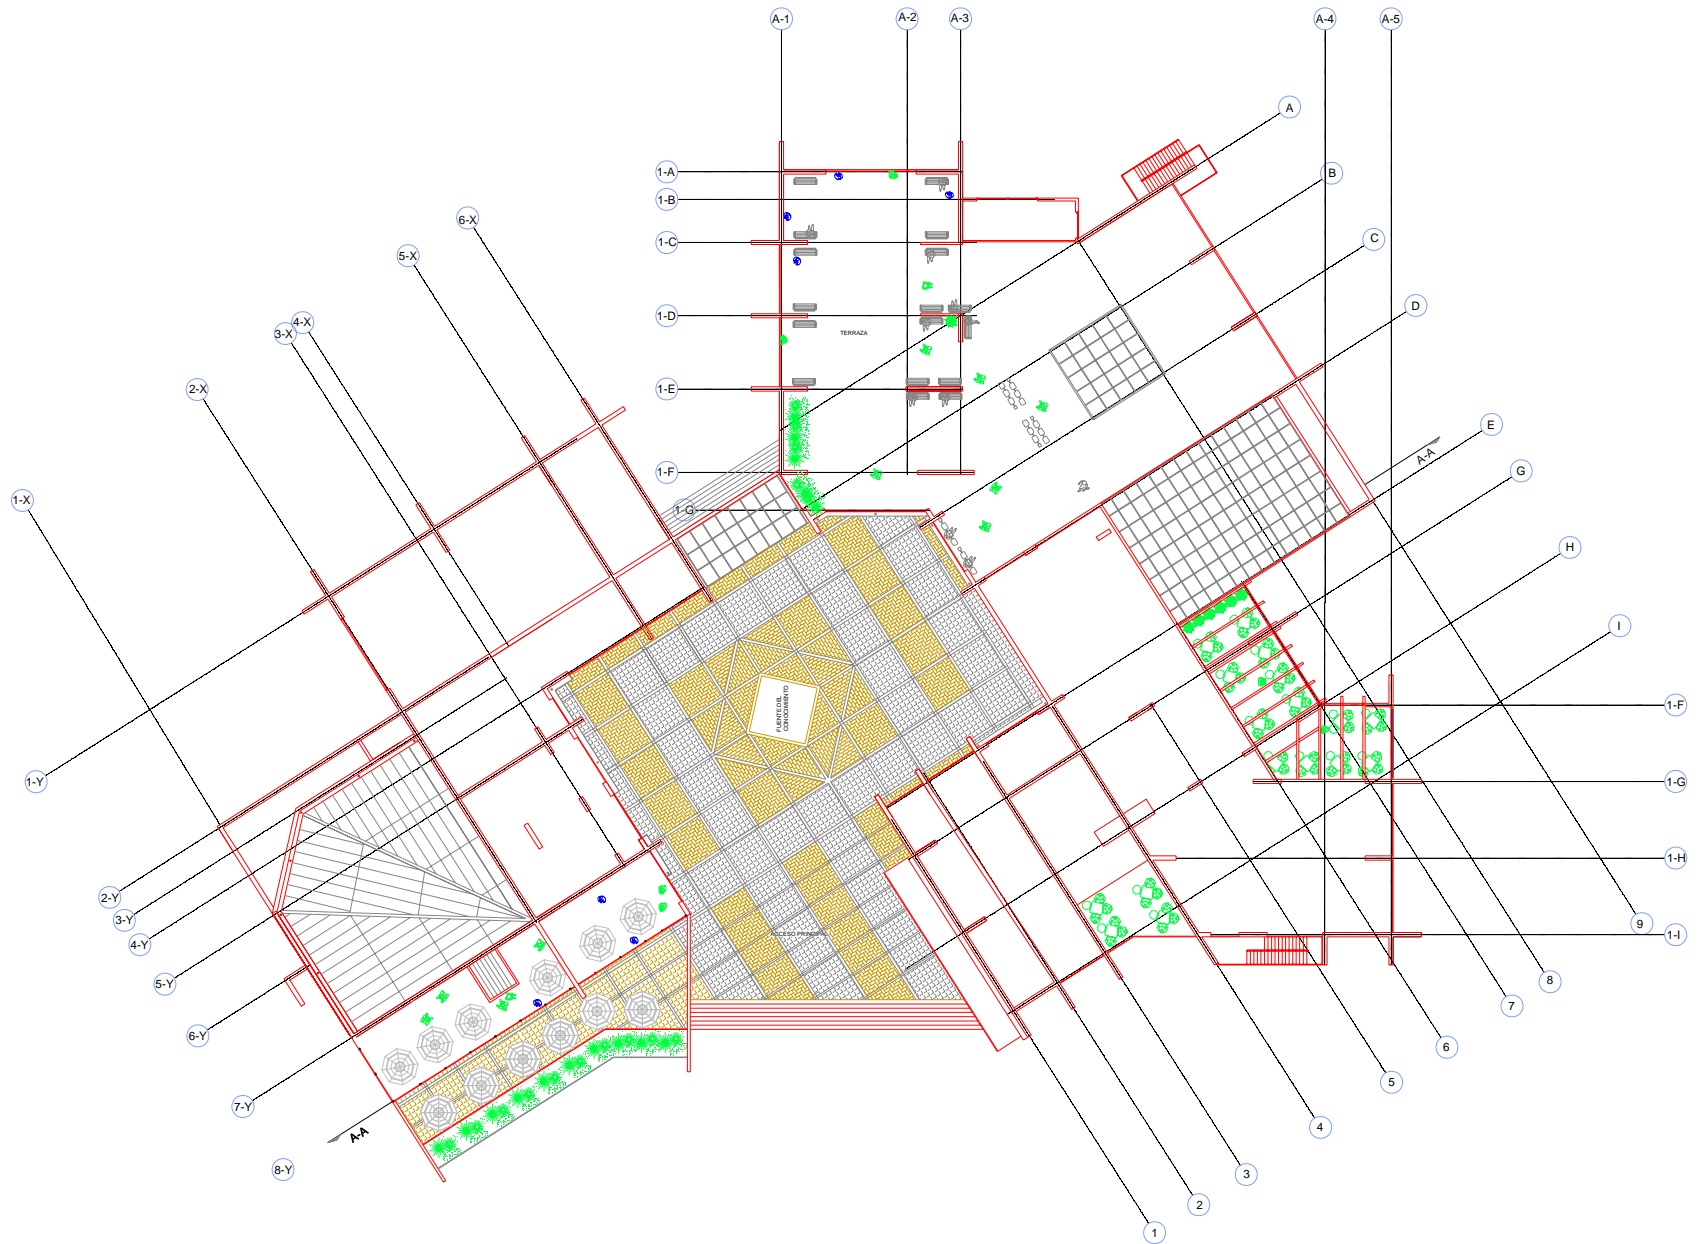 A-1
A-2
A-3
A-4
A-5
A
B
C
D
E
G
H
I
1-A
1-B
1-C
1-D
1-E
1-F
1-G
6-X
5-X
4-X
3-X
2-X
1-X
TERRAZA
A-A
FUENTE DEL
CONOCIMIENTO
ACCESO PRINCIPAL
1-F
1-G
1-H
1-I
1-Y
2-Y
3-Y
4-Y
5-Y
6-Y
7-Y
8-Y
A-A
9
8
7
6
5
4
3
2
1